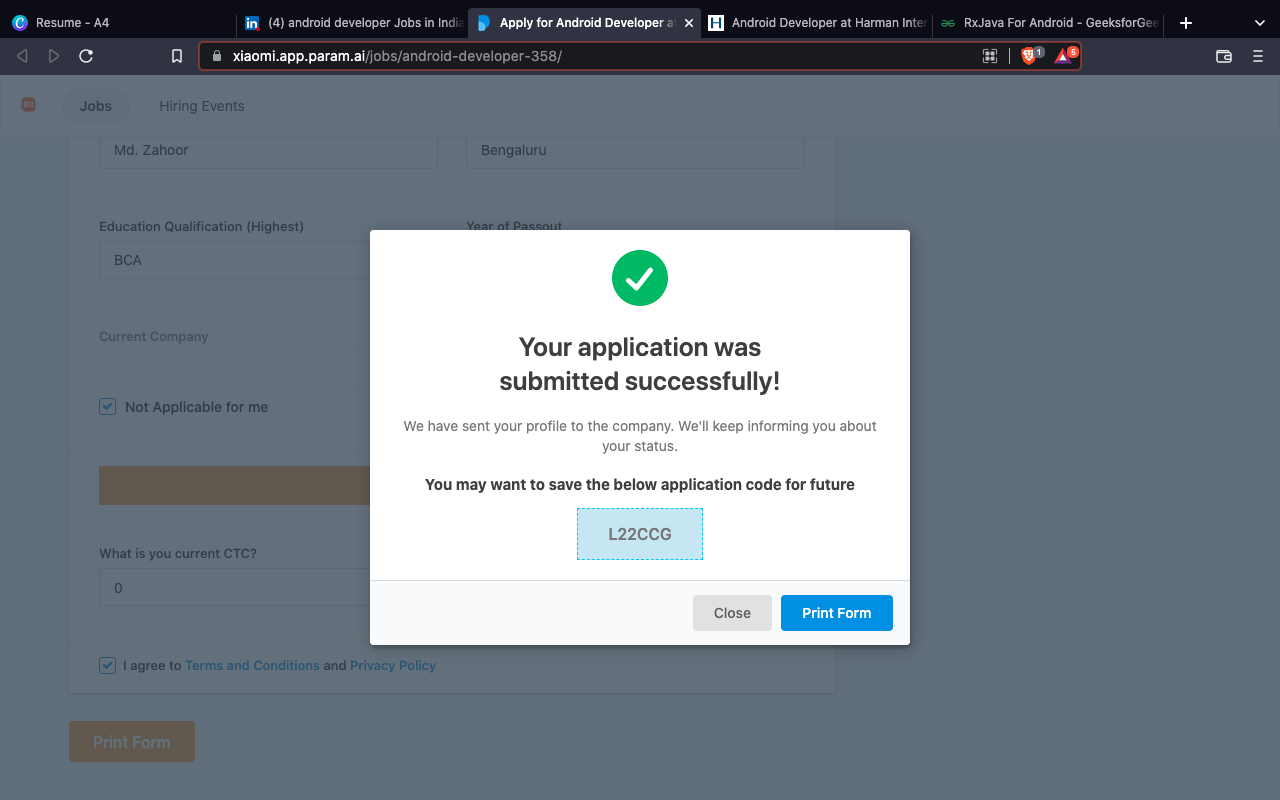 Resume - A4
(4) android developer Jobs in India
Apply for Android Developer at
Android Developer at Harman Inter
RxJava For Android - GeeksforGee
xiaomi.app.param.ai/jobs/android-developer-358/
1
5
Jobs
Hiring Events
Md. Zahoor
Bengaluru
Education Qualification (Highest)
Year of Passout
BCA
Current Company
Not Applicable for me
Your application was
submitted successfully!
We have sent your profile to the company. We'll keep informing you about
your status.
You may want to save the below application code for future
L22CCG
Close
Print Form
What is you current CTC?
0
I agree to Terms and Conditions and Privacy Policy
Print Form